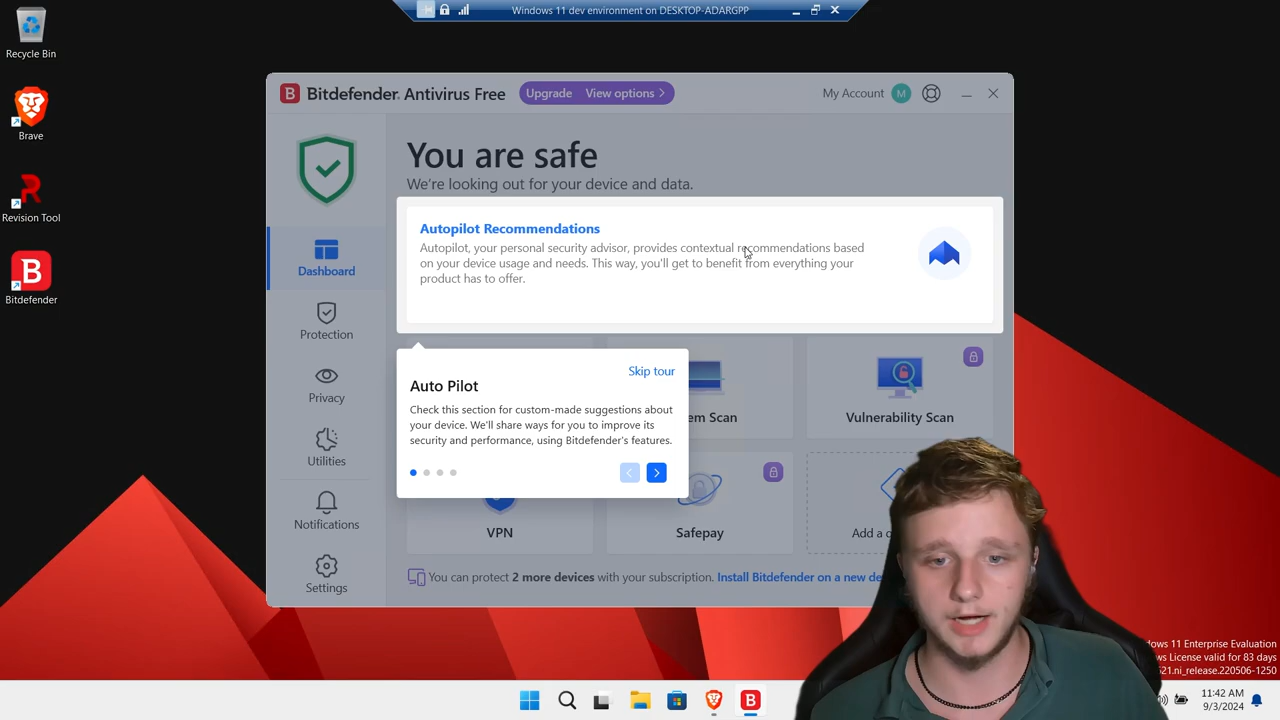 Windows 11 dev environment on DESKTOP-ADARGPP
Recycle Bin
Brave
Revision Tool
Bitdefender
B Bitdefender Antivirus Free
Upgrade View options >
My Account M
You are safe
We're looking out for your device and data.
Autopilot Recommendations
Autopilot, your personal security advisor, provides contextual recommendations based
on your device usage and needs. This way, you'll get to benefit from everything your
product has to offer.
Dashboard
Protection
Privacy
Utilities
Notifications
Settings
Skip tour
Auto Pilot
Check this section for custom-made suggestions about
your device. We'll share ways for you to improve its
security and performance, using Bitdefender's features.
Scan
Vulnerability Scan
VPN
Safepay
Add a
You can protect 2 more devices with your subscription. Install Bitdefender on a new
11 Enterprise Evaluation
License valid for 83 days
21.ni_release.220506-1250
11:42 AM
9/3/2024